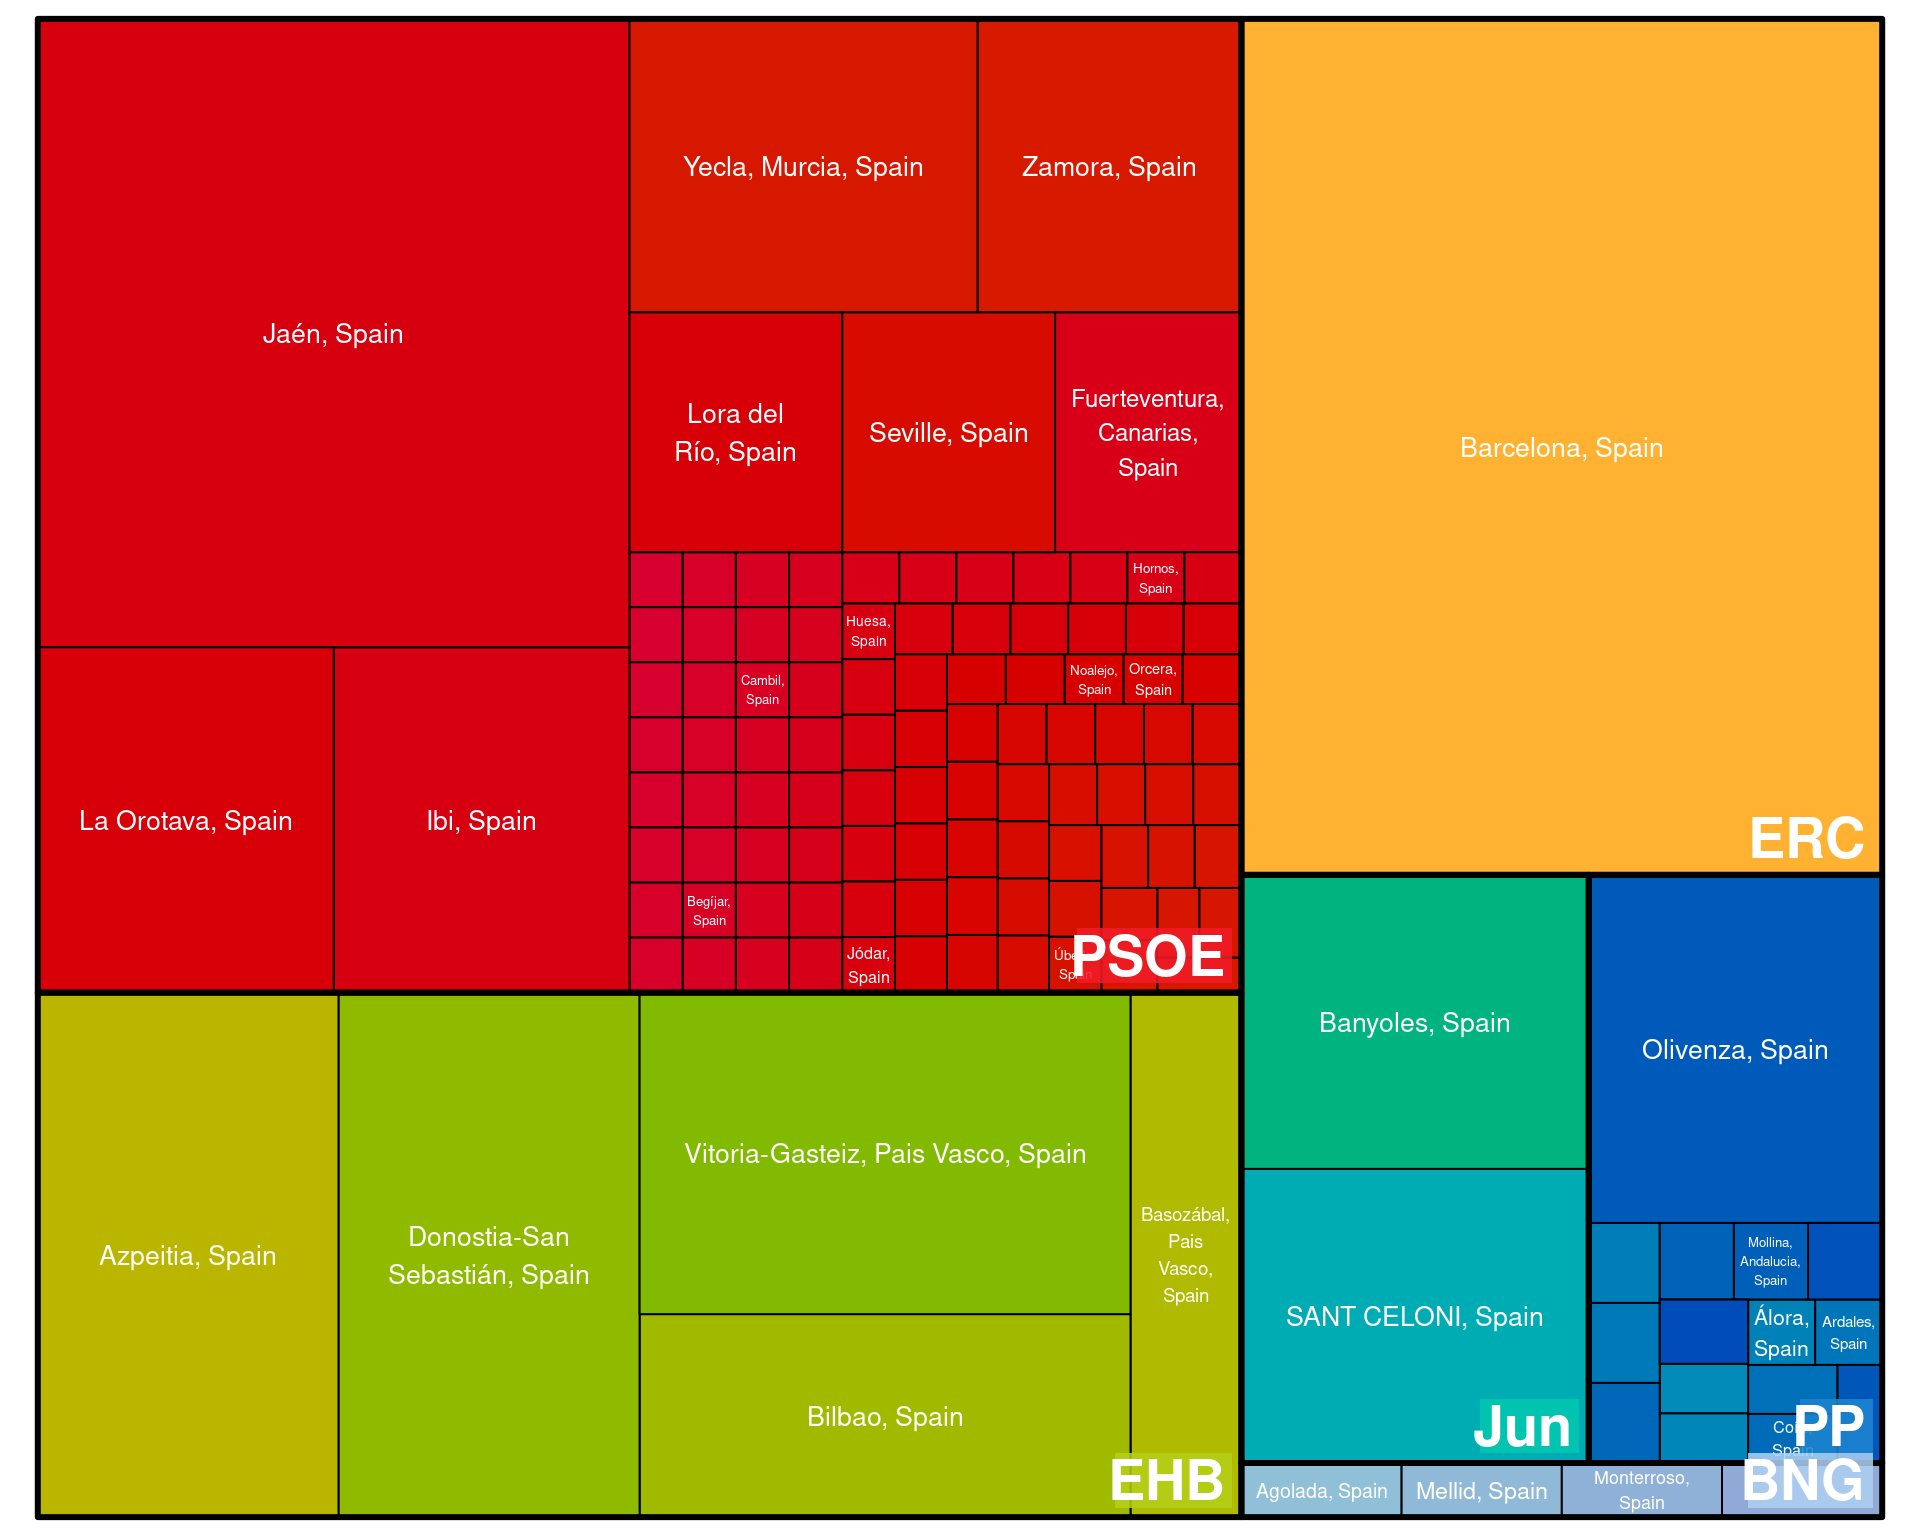 Jaén, Spain
Yecla, Murcia, Spain
Zamora, Spain
Lora del
Río, Spain
Seville, Spain
Fuerteventura,
Canarias,
Spain
La Orotava, Spain
Ibi, Spain
Hornos,
Spain
Huesa,
Spain
Cambil,
Spain
Noalejo,
Spain
Orcera,
Spain
Begíjar,
Spain
Jódar,
Spain
PSOE
Barcelona, Spain
ERC
Azpeitia, Spain
Donostia-San
Sebastián, Spain
Vitoria-Gasteiz, Pais Vasco, Spain
Bilbao, Spain
Basozábal,
Pais
Vasco,
Spain
EHB
Banyoles, Spain
SANT CELONI, Spain
Jun
Olivenza, Spain
Mollina,
Andalucia,
Spain
Álora,
Spain
Ardales,
Spain
PP
Agolada, Spain
Mellid, Spain
Monterroso,
Spain
BNG